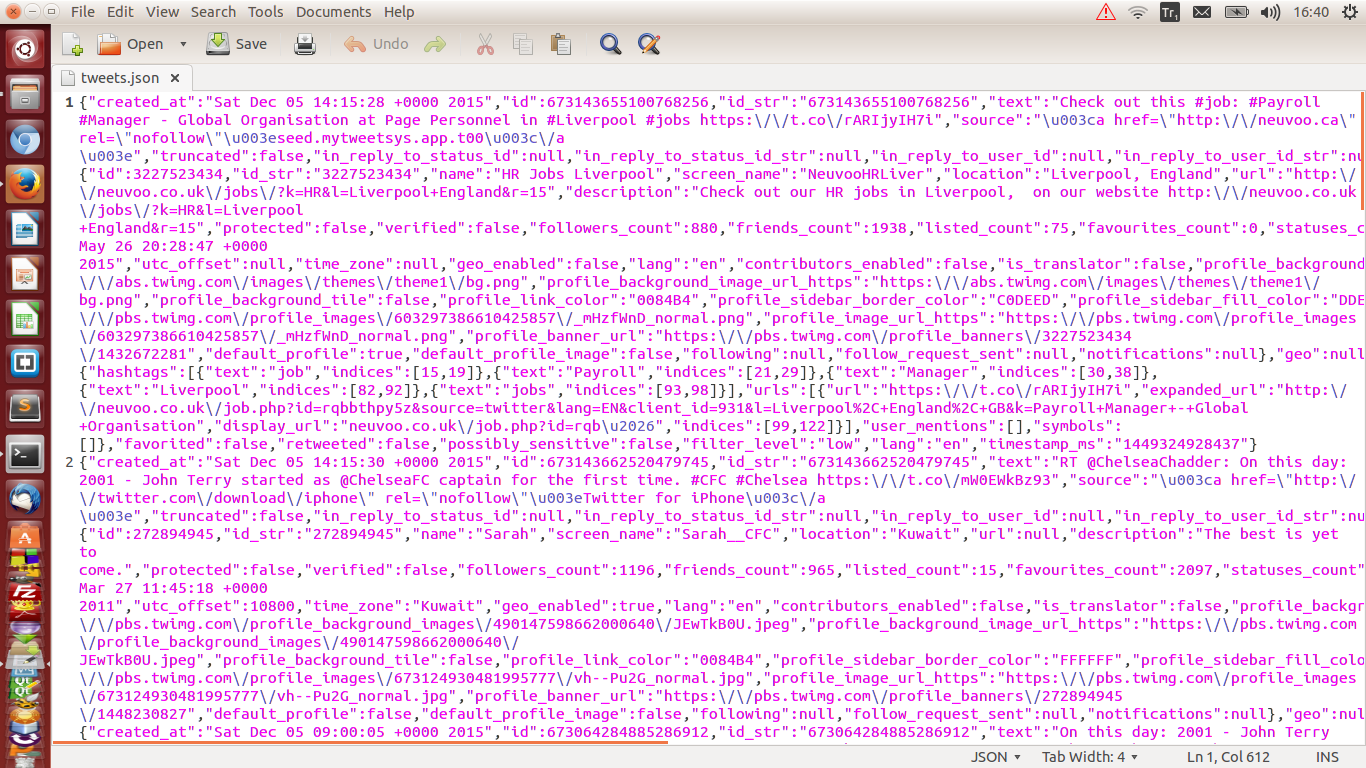 File Edit View Search Tools Documents Help
Tr1 16:40
Open Save Undo
tweets.json
1 {"created_at":"Sat Dec 05 14:15:28 +0000 2015","id":673143655100768256,"id_str":"673143655100768256","text":"Check out this #job: #Payroll
#Manager - Global Organisation at Page Personnel in #Liverpool #jobs https:\/\/t.co\/rARIjyIH7i","source":"\u003ca href=\"http:\/\/neuvoo.ca\"
rel=\"nofollow\"\u003eseed.mytweetsys.app.t00\u003c\/a
\u003e","truncated":false,"in_reply_to_status_id":null,"in_reply_to_status_id_str":null,"in_reply_to_user_id":null,"in_reply_to_user_id_str":nu
{"id":3227523434,"id_str":"3227523434","name":"HR Jobs Liverpool","screen_name":"NeuvooHRLiver","location":"Liverpool, England","url":"http:\/
\/neuvoo.co.uk\/jobs\/?k=HR&l=Liverpool+England&r=15","description":"Check out our HR jobs in Liverpool,  on our website http:\/\/neuvoo.co.uk
\/jobs\/?k=HR&l=Liverpool
+England&r=15","protected":false,"verified":false,"followers_count":880,"friends_count":1938,"listed_count":75,"favourites_count":0,"statuses_c
May 26 20:28:47 +0000
2015","utc_offset":null,"time_zone":null,"geo_enabled":false,"lang":"en","contributors_enabled":false,"is_translator":false,"profile_background
\/\/abs.twimg.com\/images\/themes\/theme1\/bg.png","profile_background_image_url_https":"https:\/\/abs.twimg.com\/images\/themes\/theme1\/
bg.png","profile_background_tile":false,"profile_link_color":"0084B4","profile_sidebar_border_color":"C0DEED","profile_sidebar_fill_color":"DDE
\/\/pbs.twimg.com\/profile_images\/603297386610425857\/_mHzfWnD_normal.png","profile_image_url_https":"https:\/\/pbs.twimg.com\/profile_images
\/603297386610425857\/_mHzfWnD_normal.png","profile_banner_url":"https:\/\/pbs.twimg.com\/profile_banners\/3227523434
\/1432672281","default_profile":true,"default_profile_image":false,"following":null,"follow_request_sent":null,"notifications":null},"geo":null
{"hashtags":[{"text":"job","indices":[15,19]},{"text":"Payroll","indices":[21,29]},{"text":"Manager","indices":[30,38]},
{"text":"Liverpool","indices":[82,92]},{"text":"jobs","indices":[93,98]}],"urls":[{"url":"https:\/\/t.co\/rARIjyIH7i","expanded_url":"http:\/
\/neuvoo.co.uk\/job.php?id=rqbbthpy5z&source=twitter&lang=EN&client_id=931&l=Liverpool%2C+England%2C+GB&k=Payroll+Manager+-+Global
+Organisation","display_url":"neuvoo.co.uk\/job.php?id=rqb\u2026","indices":[99,122]}],"user_mentions":[],"symbols":
[]},"favorited":false,"retweeted":false,"possibly_sensitive":false,"filter_level":"low","lang":"en","timestamp_ms":"1449324928437"}
2 {"created_at":"Sat Dec 05 14:15:30 +0000 2015","id":673143662520479745,"id_str":"673143662520479745","text":"RT @ChelseaChadder: On this day:
2001 - John Terry started as @ChelseaFC captain for the first time. #CFC #Chelsea https:\/\/t.co\/mW0EWkBz93","source":"\u003ca href=\"http:\/
\/twitter.com\/download\/iphone\" rel=\"nofollow\"\u003eTwitter for iPhone\u003c\/a
\u003e","truncated":false,"in_reply_to_status_id":null,"in_reply_to_status_id_str":null,"in_reply_to_user_id":null,"in_reply_to_user_id_str":nu
{"id":272894945,"id_str":"272894945","name":"Sarah","screen_name":"Sarah__CFC","location":"Kuwait","url":null,"description":"The best is yet
to
come.","protected":false,"verified":false,"followers_count":1196,"friends_count":965,"listed_count":15,"favourites_count":2097,"statuses_count"
Mar 27 11:45:18 +0000
2011","utc_offset":10800,"time_zone":"Kuwait","geo_enabled":true,"lang":"en","contributors_enabled":false,"is_translator":false,"profile_backgr
\/\/pbs.twimg.com\/profile_background_images\/490147598662000640\/JEwTkB0U.jpeg","profile_background_image_url_https":"https:\/\/pbs.twimg.com
\/profile_background_images\/490147598662000640\/
JEwTkB0U.jpeg","profile_background_tile":false,"profile_link_color":"0084B4","profile_sidebar_border_color":"FFFFFF","profile_sidebar_fill_colo
\/\/pbs.twimg.com\/profile_images\/673124930481995777\/vh--Pu2G_normal.jpg","profile_image_url_https":"https:\/\/pbs.twimg.com\/profile_images
\/673124930481995777\/vh--Pu2G_normal.jpg","profile_banner_url":"https:\/\/pbs.twimg.com\/profile_banners\/272894945
\/1448230827","default_profile":false,"default_profile_image":false,"following":null,"follow_request_sent":null,"notifications":null},"geo":nul
{"created_at":"Sat Dec 05 09:00:05 +0000 2015","id":673064284885286912,"id_str":"673064284885286912","text":"On this day: 2001 - John Terry
JSON Tab Width: 4 Ln 1, Col 612 INS